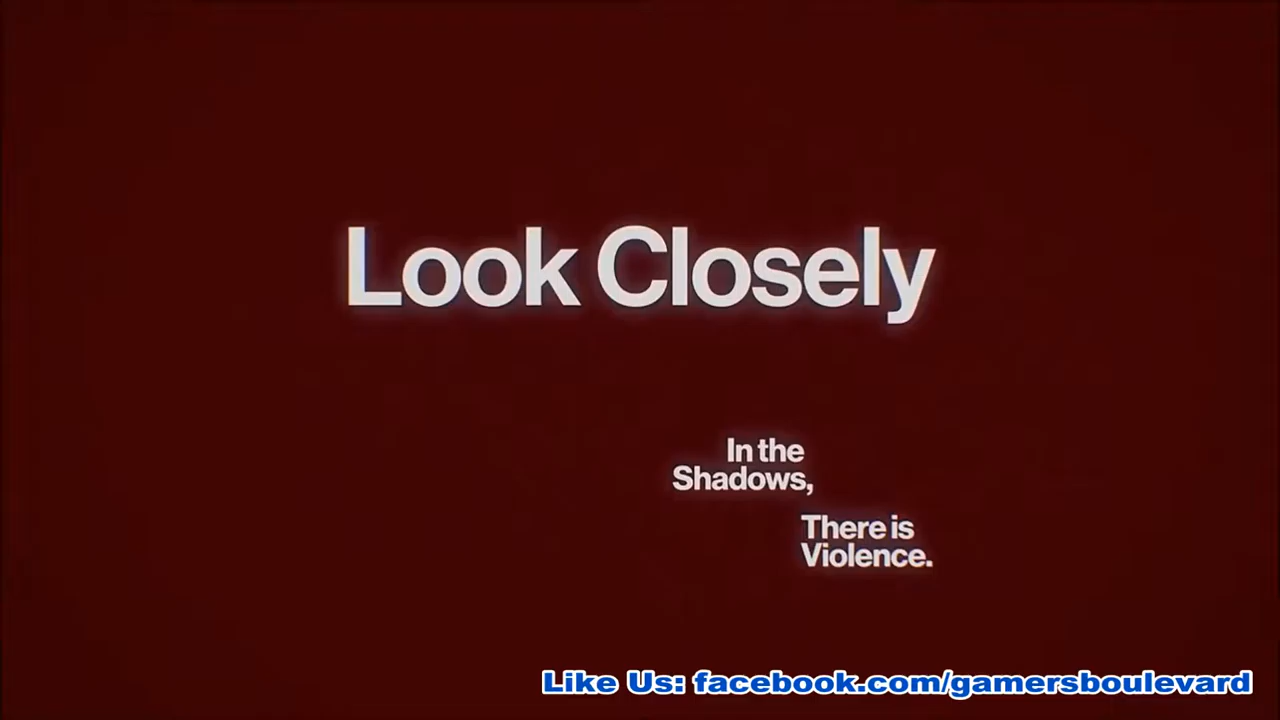 Look Closely
In the
Shadows,
There is
Violence.
Like Us: facebook.com/gamersboulevard